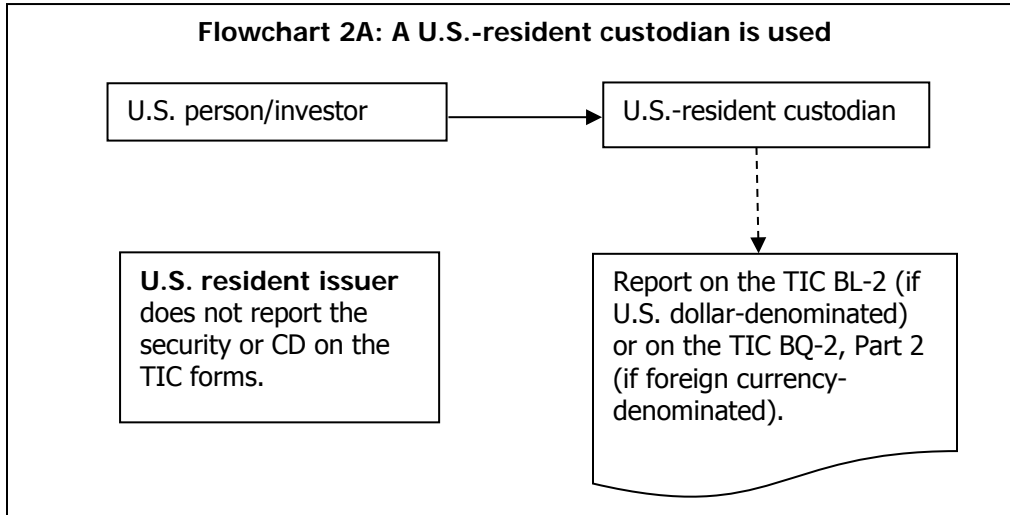 Flowchart 2A: A U.S.-resident custodian is used
U.S. person/investor
U.S.-resident custodian
U.S. resident issuer
does not report the
security or CD on the
TIC forms.
Report on the TIC BL-2 (if
U.S. dollar-denominated)
or on the TIC BQ-2, Part 2
(if foreign currency-
denominated).